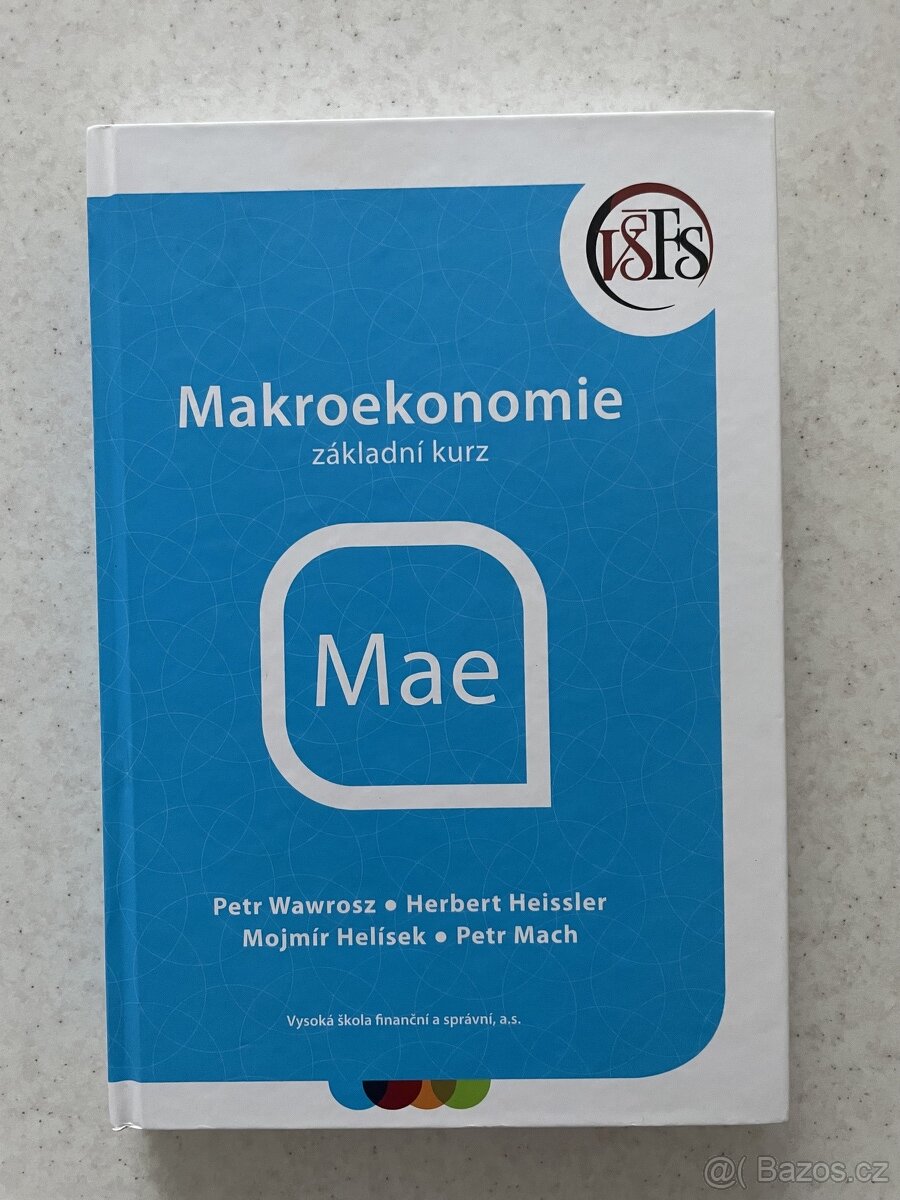 VŠFS
Makroekonomie
základní kurz
Mae
Petr Wawrosz ● Herbert Heissler
Mojmír Helísek ● Petr Mach
Vysoká škola finanční a správní, a.s.
@( Bazos.cz